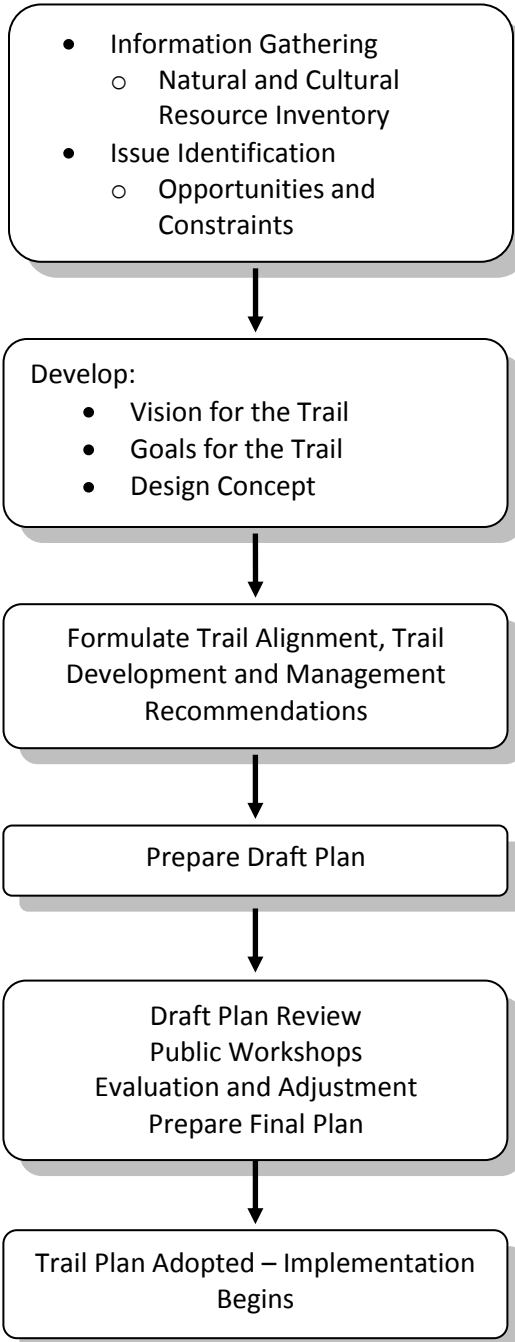 • Information Gathering
o Natural and Cultural
Resource Inventory
• Issue Identification
o Opportunities and
Constraints
Develop:
• Vision for the Trail
• Goals for the Trail
• Design Concept
Formulate Trail Alignment, Trail
Development and Management
Recommendations
Prepare Draft Plan
Draft Plan Review
Public Workshops
Evaluation and Adjustment
Prepare Final Plan
Trail Plan Adopted – Implementation
Begins